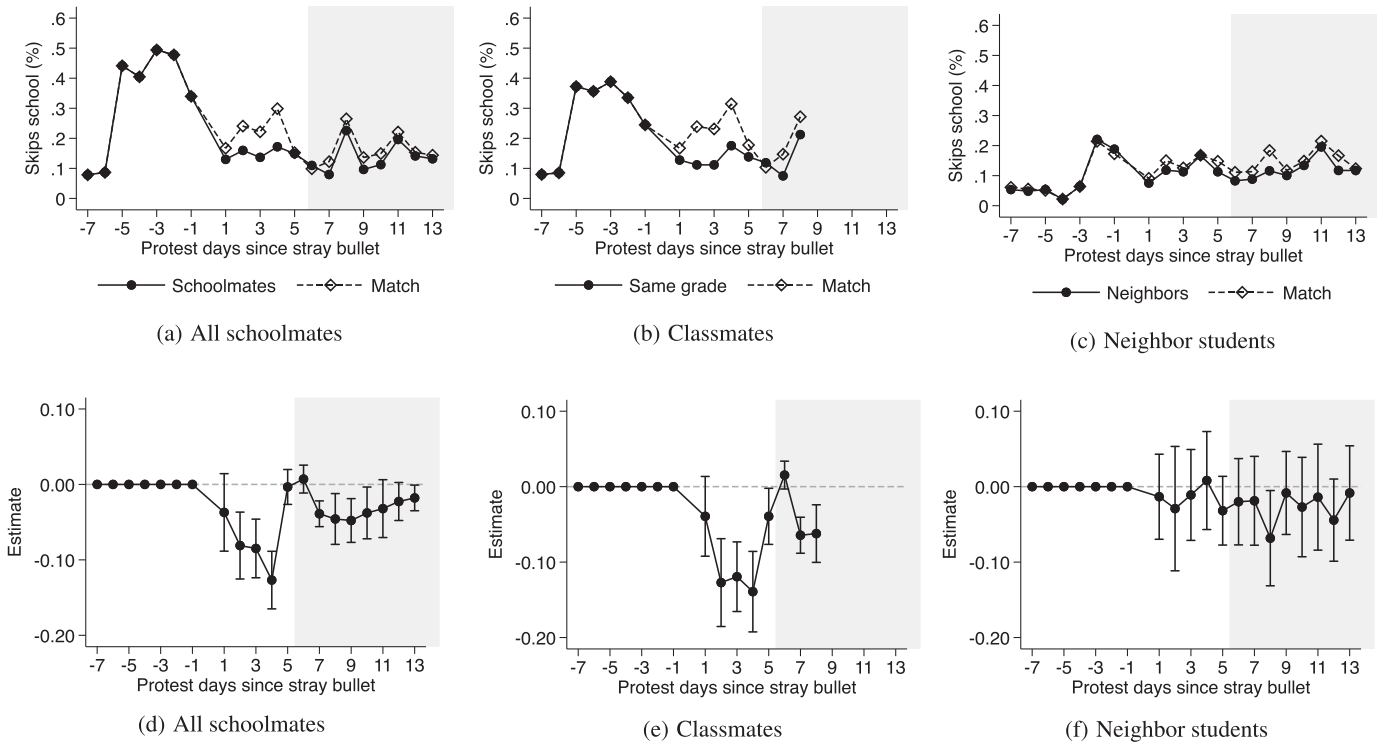 .6
.5
.4
.3
.2
.1
0
Skips school (%)
-7 -5 -3 -1 1 3 5 7 9 11 13
Protest days since stray bullet
Schoolmates Match
(a) All schoolmates
.6
.5
.4
.3
.2
.1
0
Skips school (%)
-7 -5 -3 -1 1 3 5 7 9 11 13
Protest days since stray bullet
Same grade Match
(b) Classmates
.6
.5
.4
.3
.2
.1
0
Skips school (%)
-7 -5 -3 -1 1 3 5 7 9 11 13
Protest days since stray bullet
Neighbors Match
(c) Neighbor students
0.10
0.00
-0.10
-0.20
Estimate
-7 -5 -3 -1 1 3 5 7 9 11 13
Protest days since stray bullet
(d) All schoolmates
0.10
0.00
-0.10
-0.20
Estimate
-7 -5 -3 -1 1 3 5 7 9 11 13
Protest days since stray bullet
(e) Classmates
0.10
0.00
-0.10
-0.20
Estimate
-7 -5 -3 -1 1 3 5 7 9 11 13
Protest days since stray bullet
(f) Neighbor students